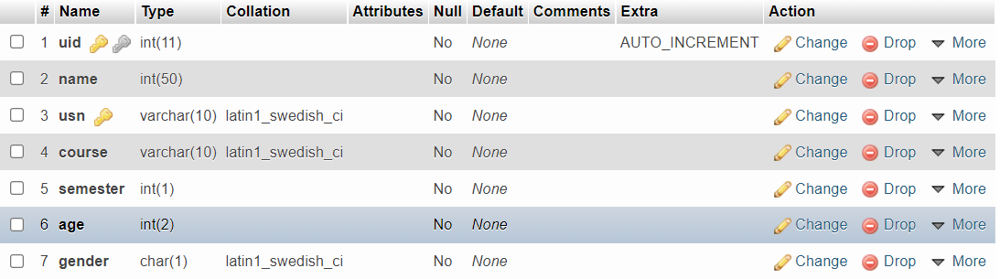 # Name Type Collation Attributes Null Default Comments Extra Action
1 uid int(11) No None AUTO_INCREMENT Change Drop More
2 name int(50) No None Change Drop More
3 usn varchar(10) latin1_swedish_ci No None Change Drop More
4 course varchar(10) latin1_swedish_ci No None Change Drop More
5 semester int(1) No None Change Drop More
6 age int(2) No None Change Drop More
7 gender char(1) latin1_swedish_ci No None Change Drop More